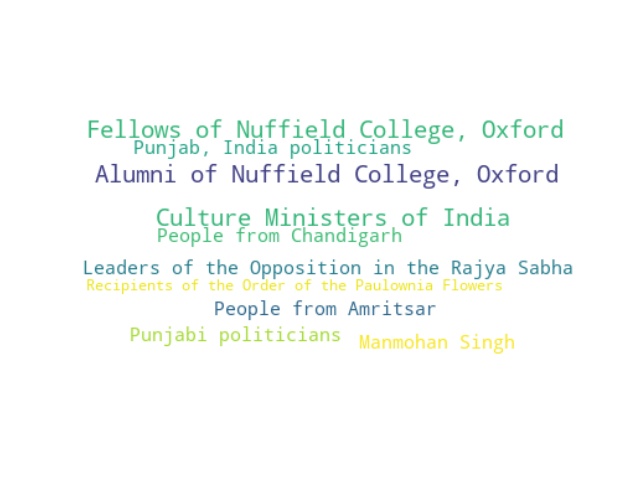 Fellows of Nuffield College, Oxford
Punjab, India politicians
Alumni of Nuffield College, Oxford
Culture Ministers of India
People from Chandigarh
Leaders of the Opposition in the Rajya Sabha
Recipients of the Order of the Paulownia Flowers
People from Amritsar
Punjabi politicians
Manmohan Singh